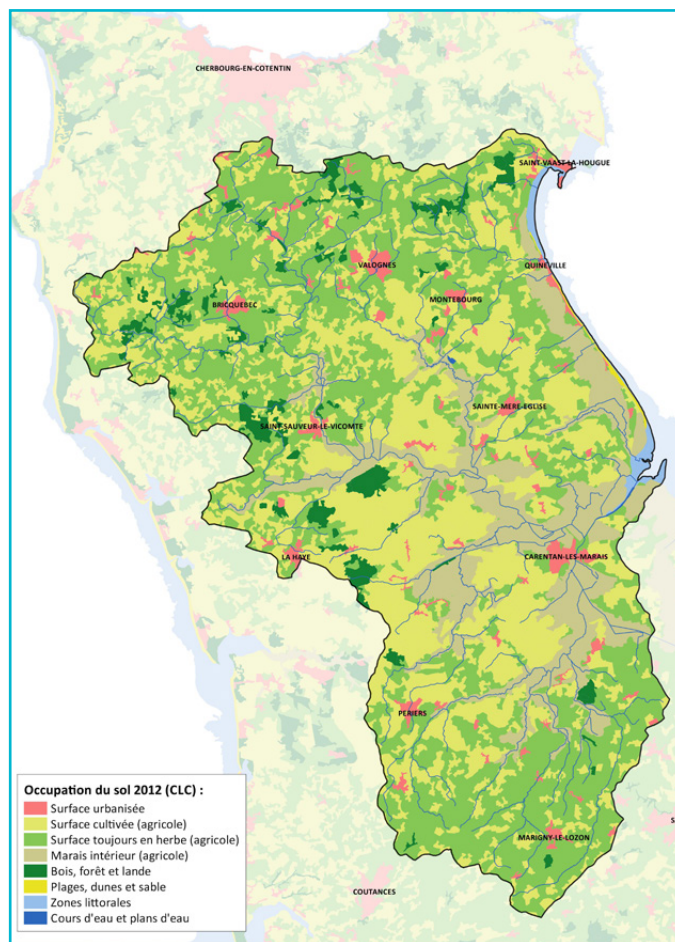 CHERBOURG-EN-COTENTIN
SAINT-VAAST-LA-HOUGUE
VALOGNES
QUINEVILLE
BRICQUEBEC
MONTEBOURG
SAINTE-MERE-EGLISE
SAINT-SAUVEUR-LE-VICOMTE
LA HAYE
CARENTAN-LES-MARAIS
PERIERS
MARIGNY-LE-LOZON
S
COUTANCES
Occupation du sol 2012 (CLC) :
Surface urbanisée
Surface cultivée (agricole)
Surface toujours en herbe (agricole)
Marais intérieur (agricole)
Bois, forêt et lande
Plages, dunes et sable
Zones littorales
Cours d'eau et plans d'eau